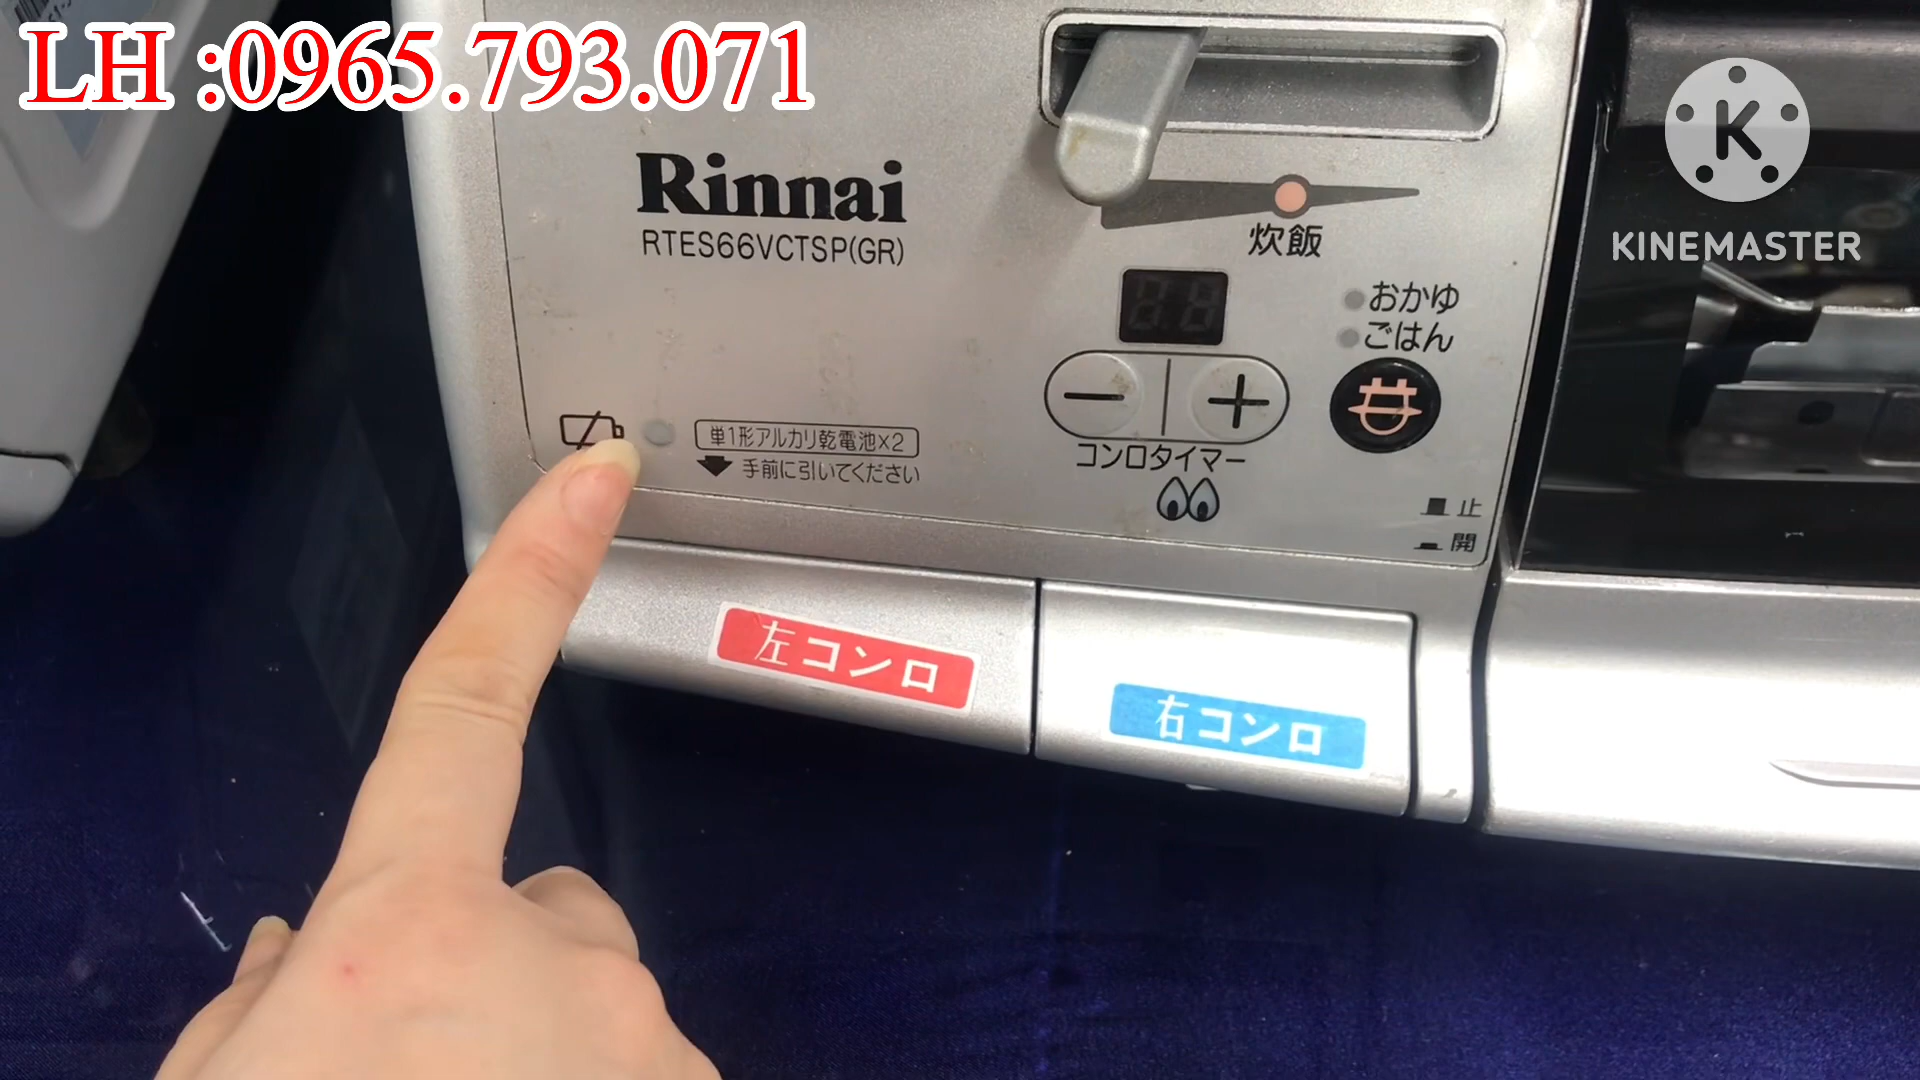 LH :0965.793.071
KINEMASTER
Rinnai
RTES66VCTSP(GR)
炊飯
おかゆ
ごはん
単1形アルカリ乾電池×2
手前に引いてください
コンロタイマー
止
開
左コンロ
右コンロ